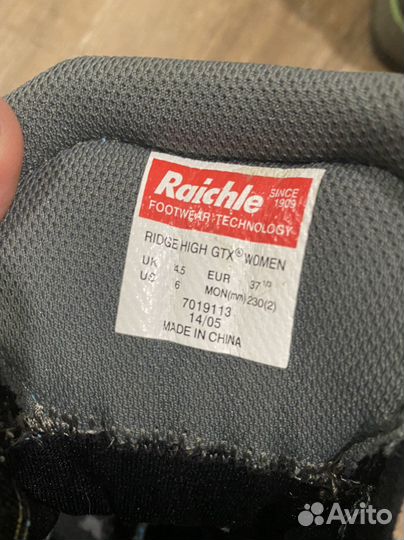 Raichle SINCE 1909
FOOTWEAR TECHNOLOGY
RIDGE HIGH GTX® WOMEN
UK 4.5 EUR 37 1/3
US 6 MON(mm) 230(2)
7019113
14/05
MADE IN CHINA
Avito